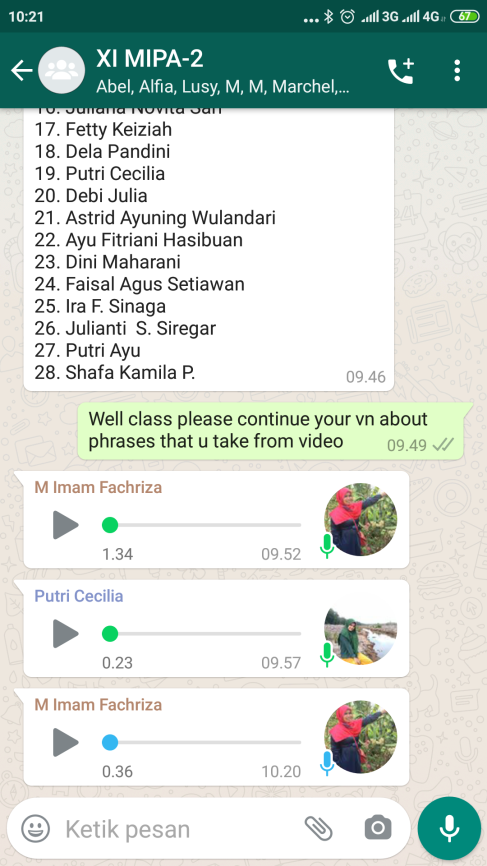 10:21
... 3G 4G 67
XI MIPA-2
Abel, Alfia, Lusy, M, M, Marchel,...
17. Fetty Keiziah
18. Dela Pandini
19. Putri Cecilia
20. Debi Julia
21. Astrid Ayuning Wulandari
22. Ayu Fitriani Hasibuan
23. Dini Maharani
24. Faisal Agus Setiawan
25. Ira F. Sinaga
26. Julianti  S. Siregar
27. Putri Ayu
28. Shafa Kamila P.
09.46
Well class please continue your vn about
phrases that u take from video
09.49
M Imam Fachriza
1.34 09.52
Putri Cecilia
0.23 09.57
M Imam Fachriza
0.36 10.20
Ketik pesan